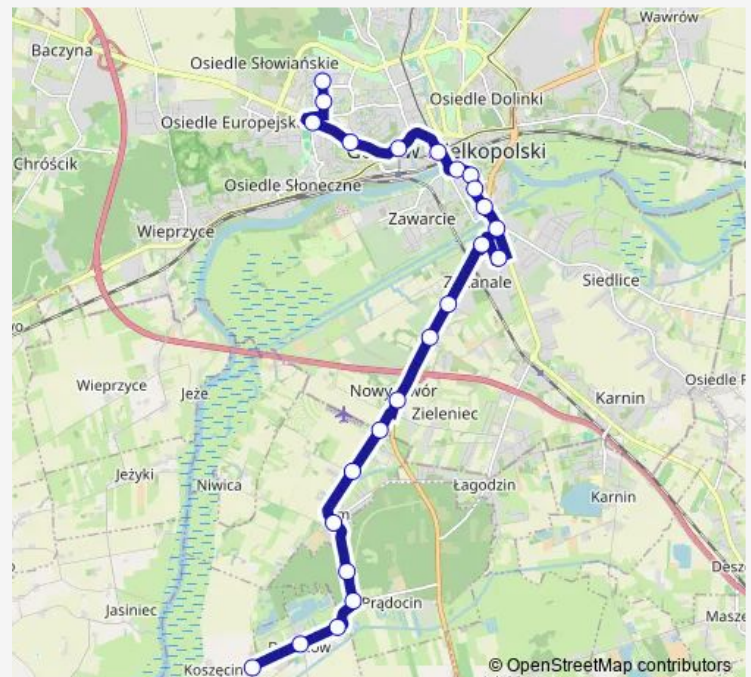 Wawrów
Baczyna
Osiedle Słowiańskie
Osiedle Dolinki
Osiedle Europejsk
Wielkopolski
Chróścik
Osiedle Słoneczne
Zawarcie
Wieprzyce
Siedlice
Wieprzyce
Jeże
Nowy Dwór
Osiedle P
Zieleniec
Karnin
Jeżyki
Niwica
Łagodzin
Karnin
Desz
Jasiniec
Prądocin
Masze
Koszęcin
© OpenStreetMap contributors